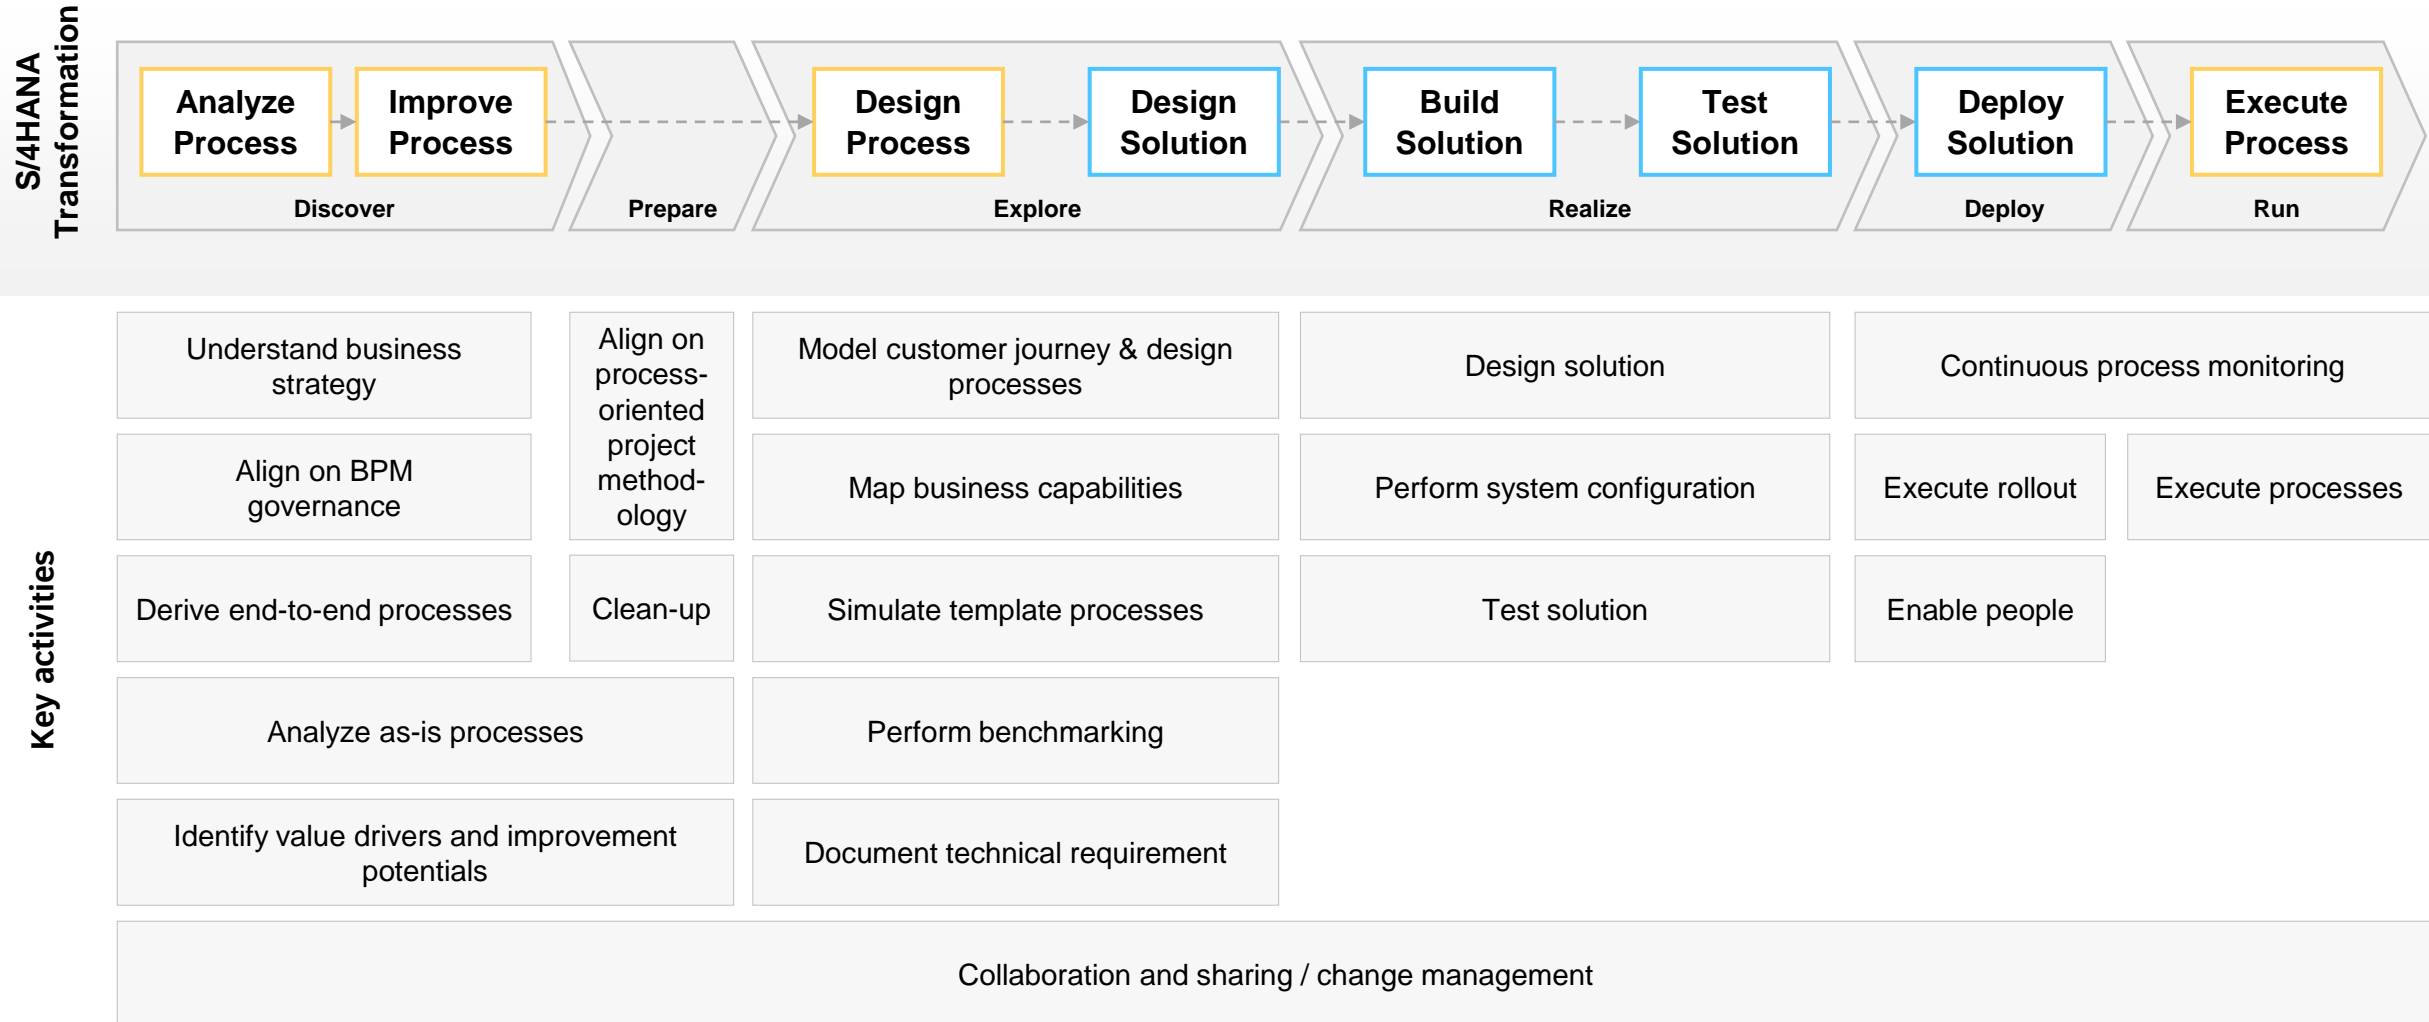 S/4HANA
Transformation
Analyze
Process
Improve
Process
Design
Process
Design
Solution
Build
Solution
Test
Solution
Deploy
Solution
Execute
Process
Discover
Prepare
Explore
Realize
Deploy
Run
Key activities
Understand business
strategy
Align on
process-
oriented
project
method-
ology
Model customer journey & design
processes
Design solution
Continuous process monitoring
Align on BPM
governance
Map business capabilities
Perform system configuration
Execute rollout
Execute processes
Derive end-to-end processes
Clean-up
Simulate template processes
Test solution
Enable people
Analyze as-is processes
Perform benchmarking
Identify value drivers and improvement
potentials
Document technical requirement
Collaboration and sharing / change management